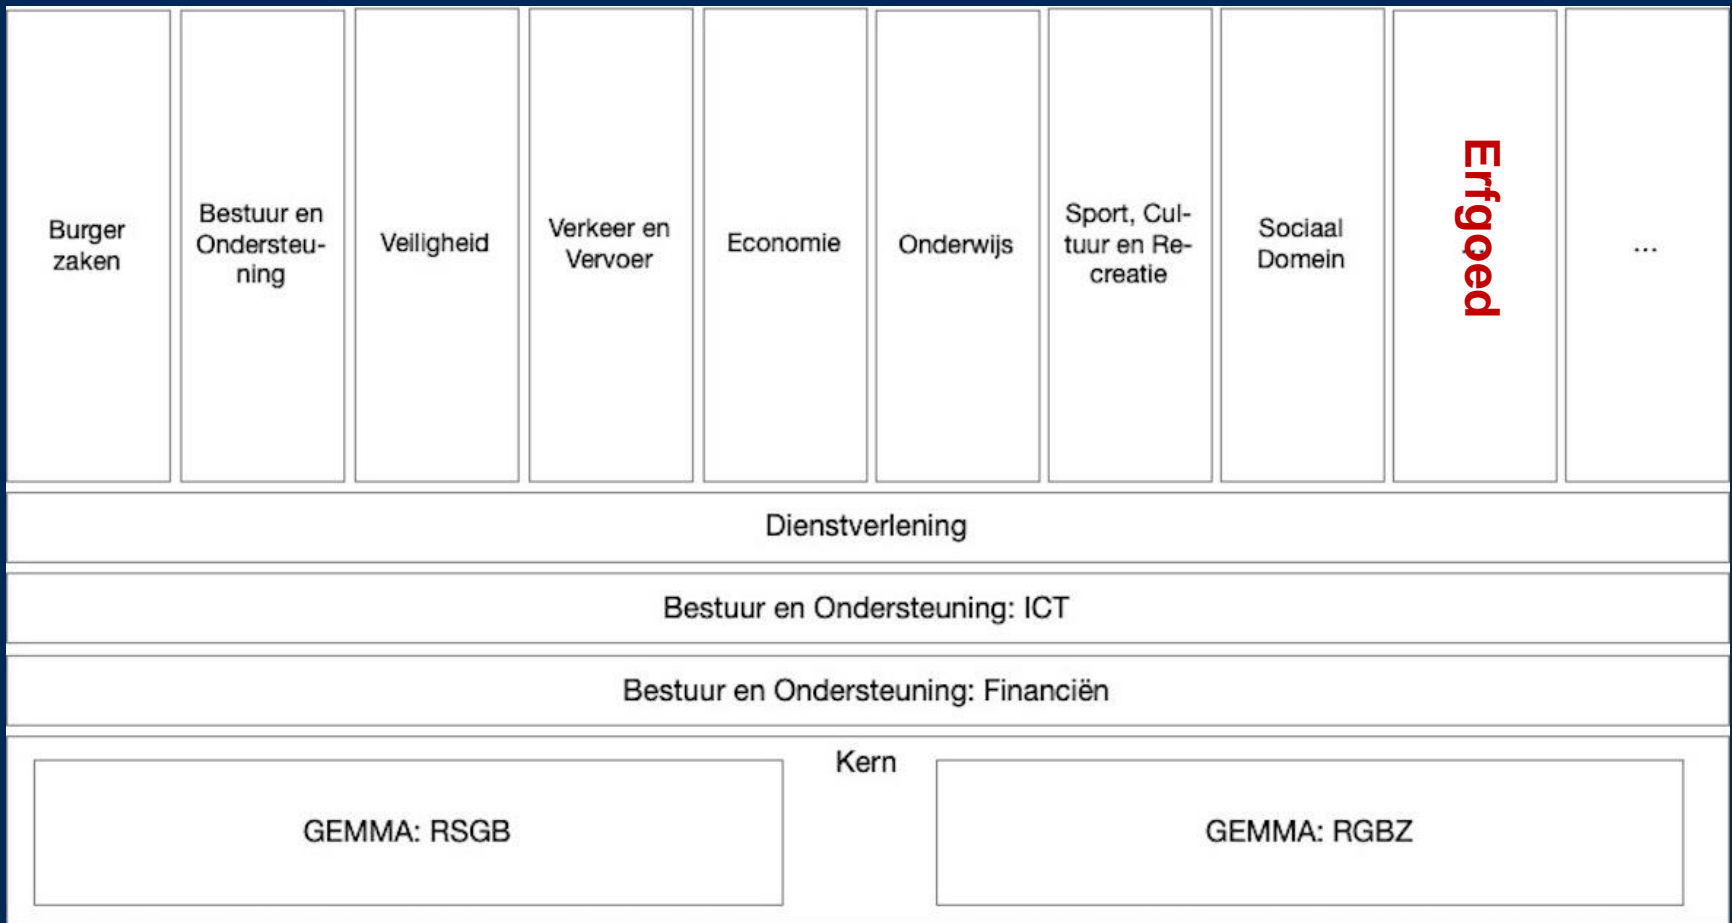 Burger
zaken
Bestuur en
Ondersteu-
ning
Veiligheid
Verkeer en
Vervoer
Economie
Onderwijs
Sport, Cul-
tuur en Re-
creatie
Sociaal
Domein
Erfgoed
...
Dienstverlening
Bestuur en Ondersteuning: ICT
Bestuur en Ondersteuning: Financiën
Kern
GEMMA: RSGB
GEMMA: RGBZ